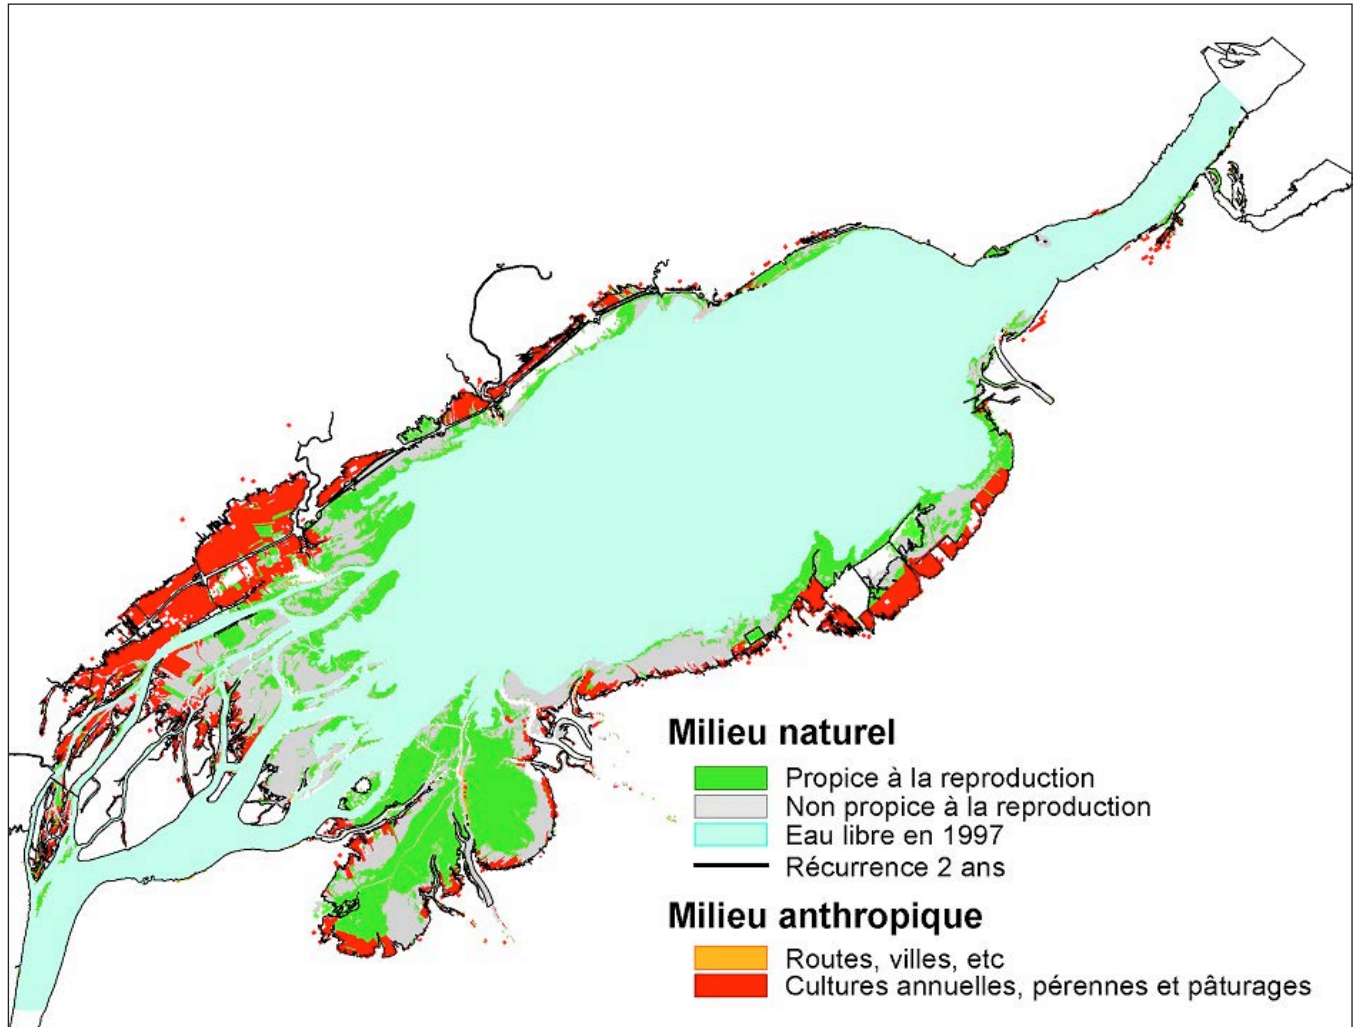 Milieu naturel
Propice à la reproduction
Non propice à la reproduction
Eau libre en 1997
Récurrence 2 ans
Milieu anthropique
Routes, villes, etc
Cultures annuelles, pérennes et pâturages